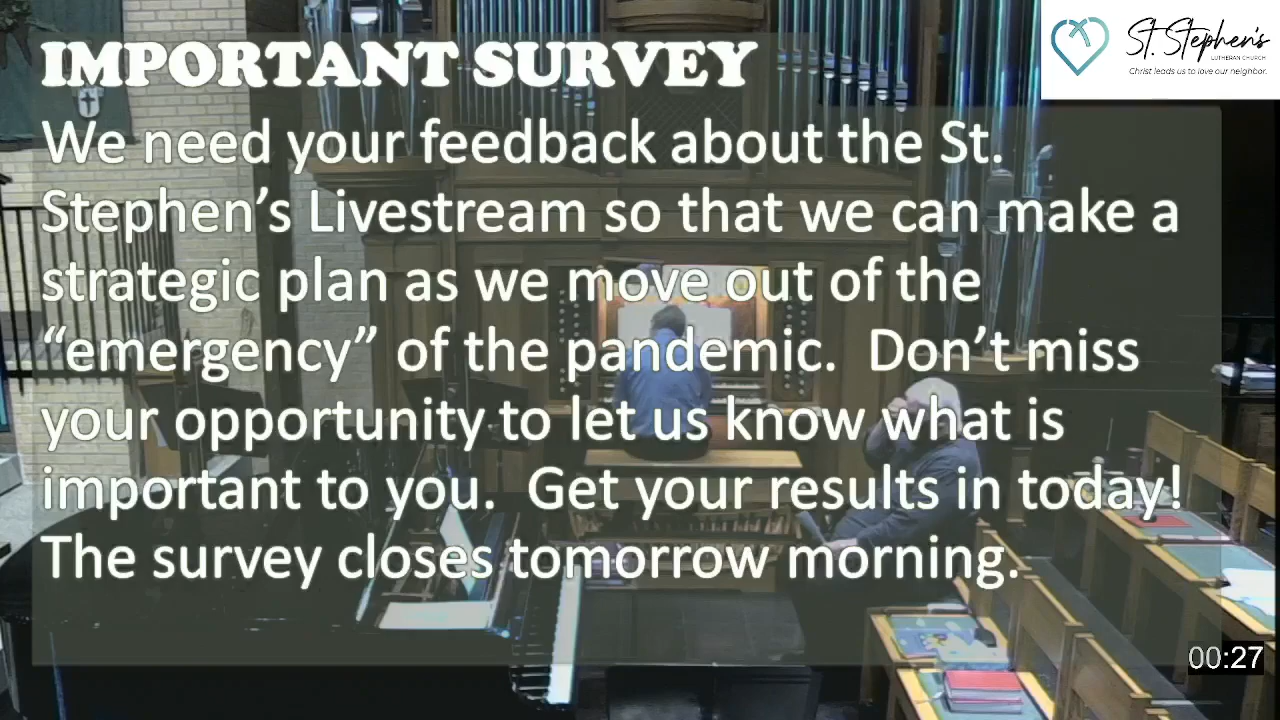 IMPORTANT SURVEY
St. Stephen's
LUTHERAN CHURCH
Christ leads us to love our neighbor.
We need your feedback about the St.
Stephen’s Livestream so that we can make a
strategic plan as we move out of the
“emergency” of the pandemic.  Don’t miss
your opportunity to let us know what is
important to you.  Get your results in today!
The survey closes tomorrow morning.
00:27